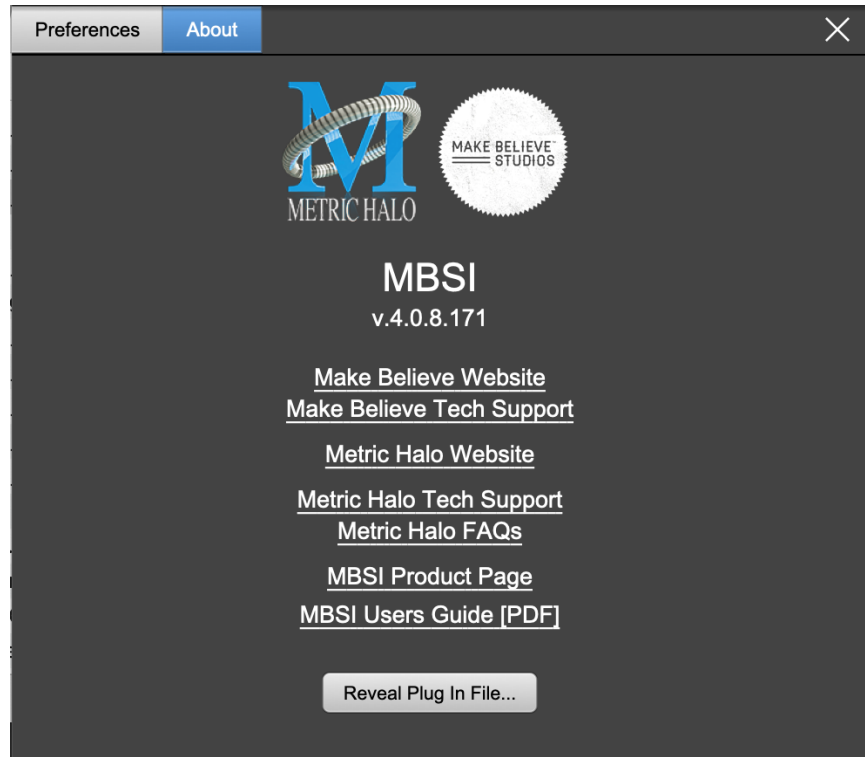 Preferences About
METRIC HALO
MAKE BELIEVE™
STUDIOS
MBSI
v.4.0.8.171
Make Believe Website
Make Believe Tech Support
Metric Halo Website
Metric Halo Tech Support
Metric Halo FAQs
MBSI Product Page
MBSI Users Guide [PDF]
Reveal Plug In File...